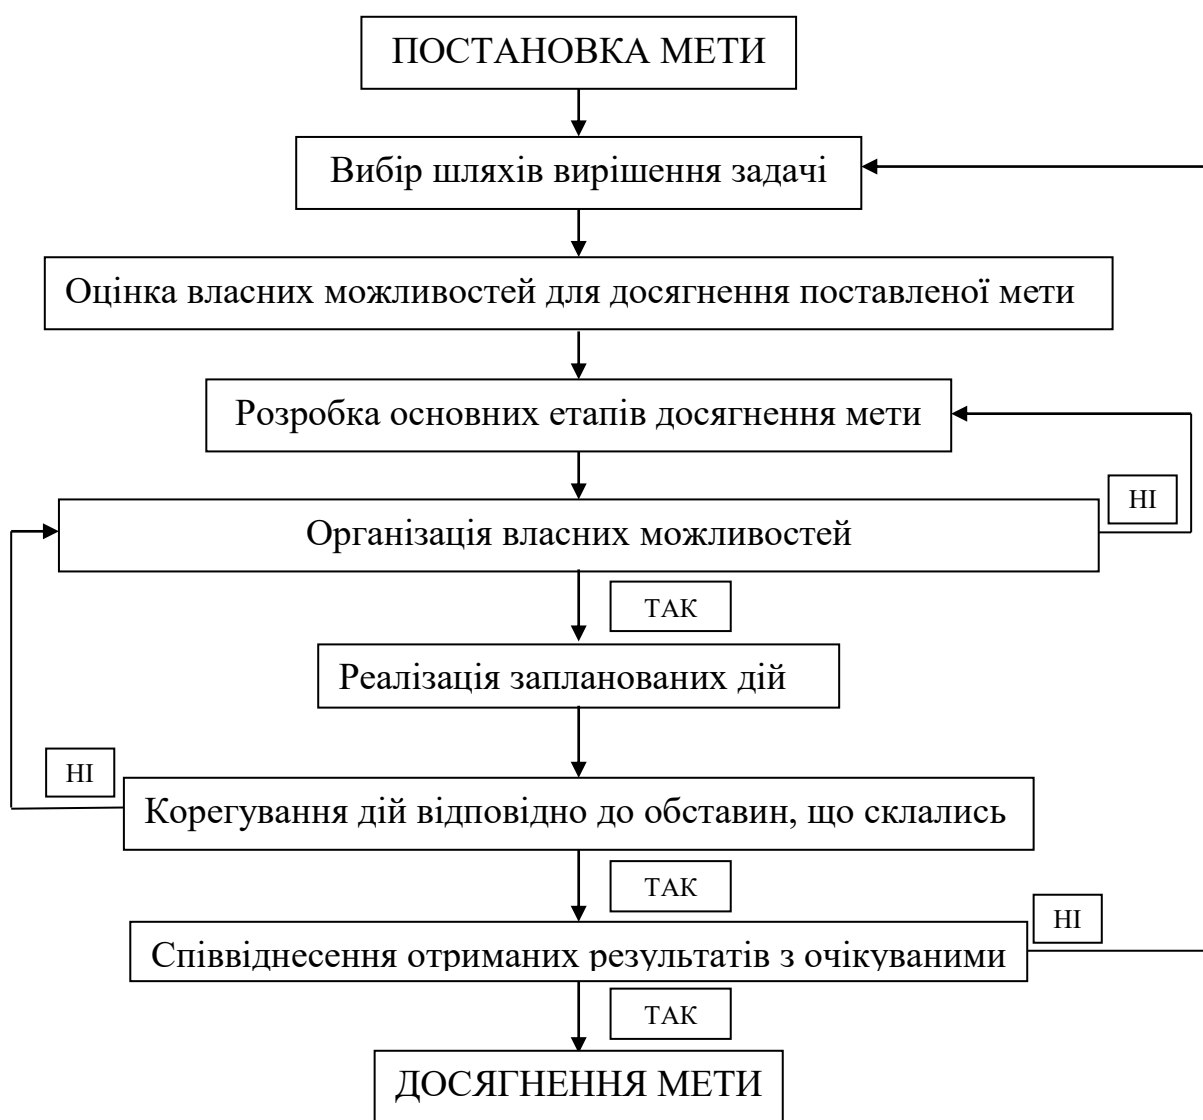 ПОСТАНОВКА МЕТИ
Вибір шляхів вирішення задачі
Оцінка власних можливостей для досягнення поставленої мети
Розробка основних етапів досягнення мети
НІ
Організація власних можливостей
ТАК
Реалізація запланованих дій
НІ
Корегування дій відповідно до обставин, що склались
ТАК
НІ
Співвіднесення отриманих результатів з очікуваними
ТАК
ДОСЯГНЕННЯ МЕТИ